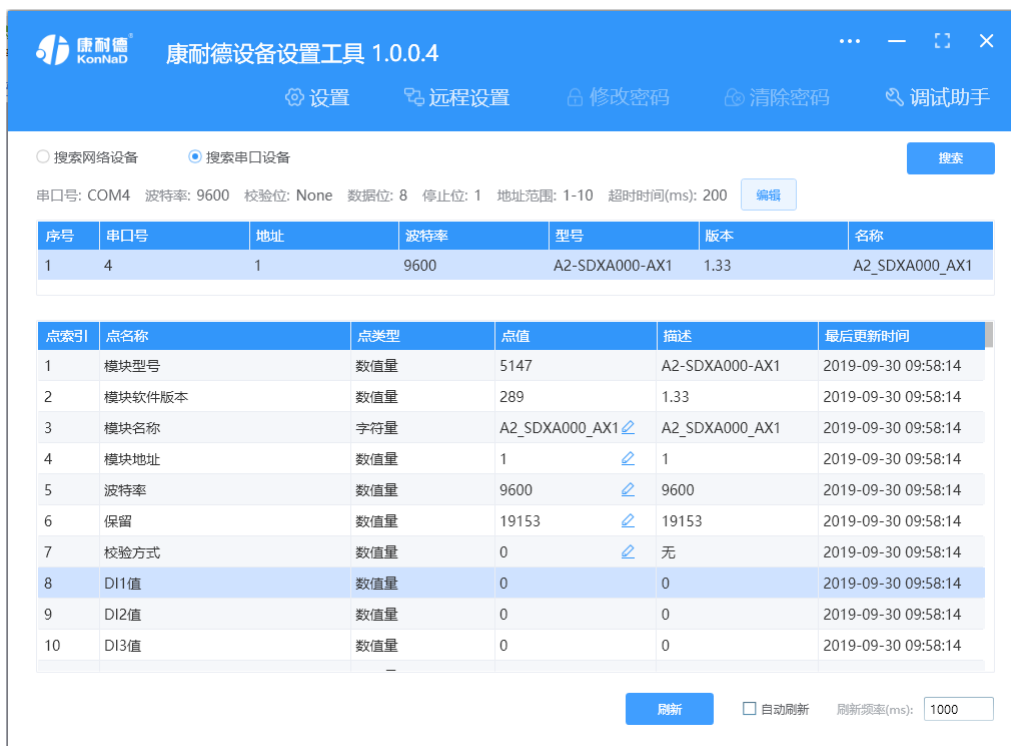 康耐德®
KonNaD
康耐德设备设置工具 1.0.0.4
设置 远程设置 修改密码 清除密码 调试助手
搜索网络设备 搜索串口设备 搜索
串口号: COM4 波特率: 9600 校验位: None 数据位: 8 停止位: 1 地址范围: 1-10 超时时间(ms): 200 编辑
序号 串口号 地址 波特率 型号 版本 名称
1 4 1 9600 A2-SDXA000-AX1 1.33 A2_SDXA000_AX1
点索引 点名称 点类型 点值 描述 最后更新时间
1 模块型号 数值量 5147 A2-SDXA000-AX1 2019-09-30 09:58:14
2 模块软件版本 数值量 289 1.33 2019-09-30 09:58:14
3 模块名称 字符量 A2_SDXA000_AX1 A2_SDXA000_AX1 2019-09-30 09:58:14
4 模块地址 数值量 1 1 2019-09-30 09:58:14
5 波特率 数值量 9600 9600 2019-09-30 09:58:14
6 保留 数值量 19153 19153 2019-09-30 09:58:14
7 校验方式 数值量 0 无 2019-09-30 09:58:14
8 DI1值 数值量 0 0 2019-09-30 09:58:14
9 DI2值 数值量 0 0 2019-09-30 09:58:14
10 DI3值 数值量 0 0 2019-09-30 09:58:14
刷新 自动刷新 刷新频率(ms): 1000